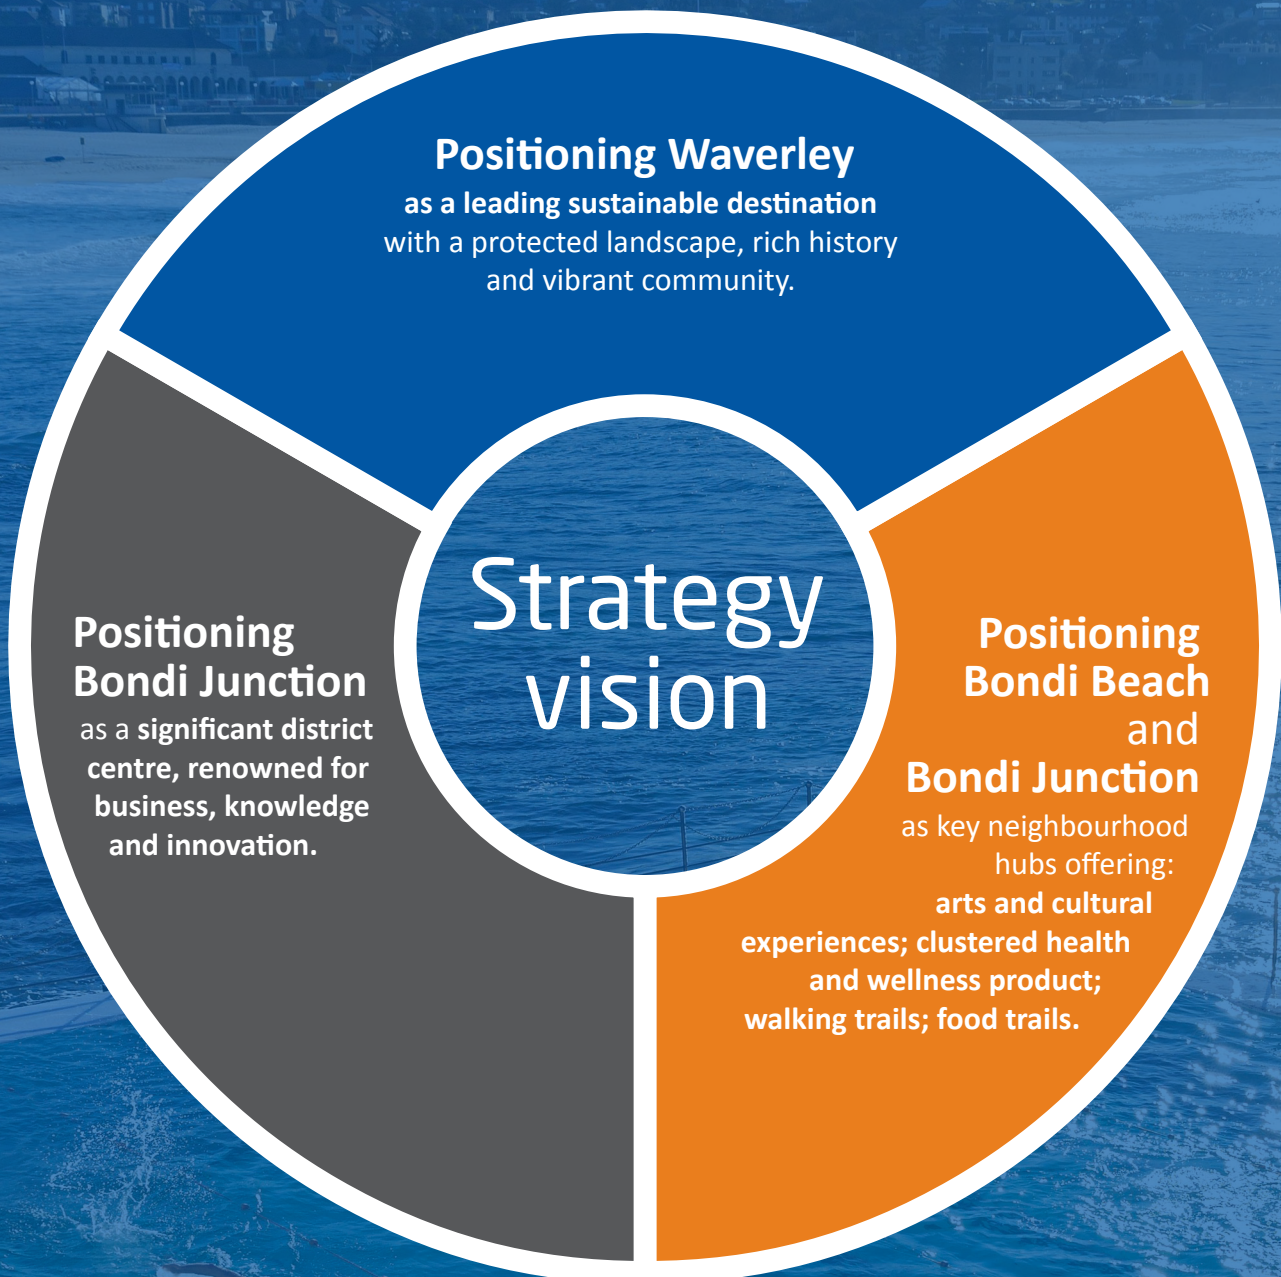 Positioning Waverley
as a leading sustainable destination
with a protected landscape, rich history
and vibrant community.
Strategy
vision
Positioning
Bondi Junction
as a significant district
centre, renowned for
business, knowledge
and innovation.
Positioning
Bondi Beach
and
Bondi Junction
as key neighbourhood
hubs offering:
arts and cultural
experiences; clustered health
and wellness product;
walking trails; food trails.